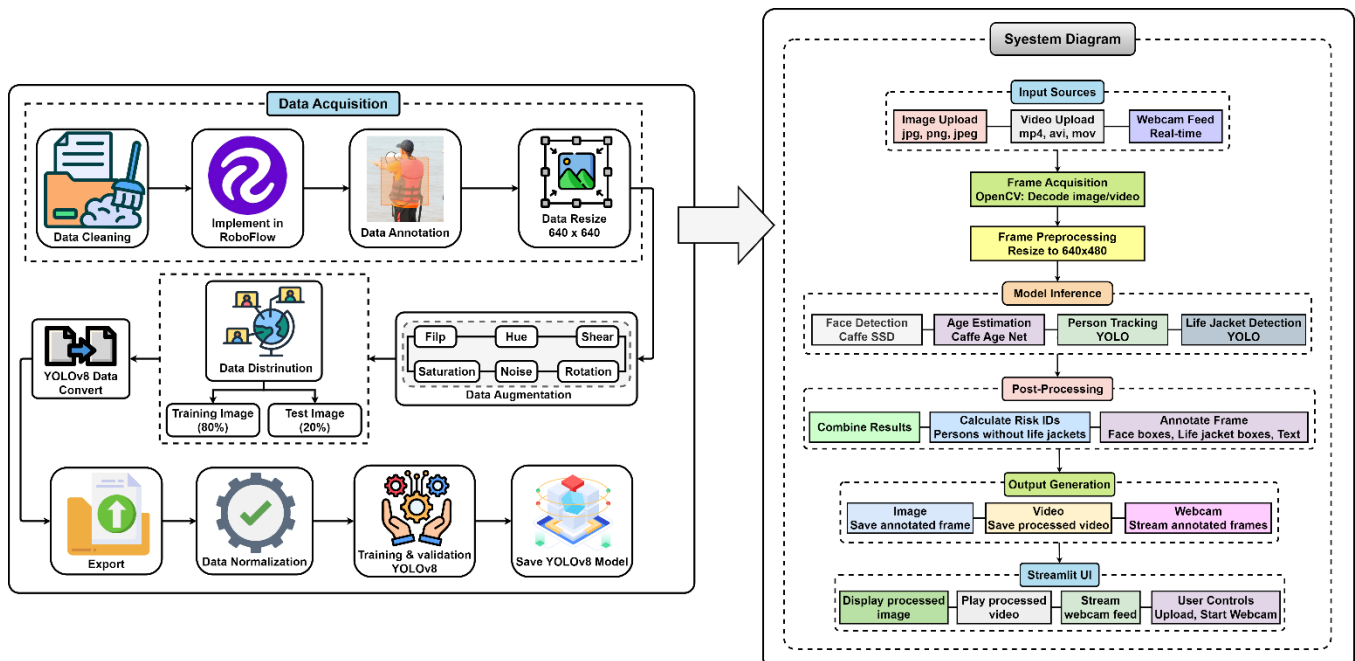 Data Acquisition
Data Cleaning
Implement in
RoboFlow
Data Annotation
Data Resize
640 x 640
Filp
Hue
Shear
Saturation
Noise
Rotation
Data Augmentation
Data Distrinution
Training Image
(80%)
Test Image
(20%)
YOLOv8 Data
Convert
Export
Data Normalization
Training & validation
YOLOv8
Save YOLOv8 Model
Syestem Diagram
Input Sources
Image Upload
jpg, png, jpeg
Video Upload
mp4, avi, mov
Webcam Feed
Real-time
Frame Acquisition
OpenCV: Decode image/video
Frame Preprocessing
Resize to 640x480
Model Inference
Face Detection
Caffe SSD
Age Estimation
Caffe Age Net
Person Tracking
YOLO
Life Jacket Detection
YOLO
Post-Processing
Combine Results
Calculate Risk IDs
Persons without life jackets
Annotate Frame
Face boxes, Life jacket boxes, Text
Output Generation
Image
Save annotated frame
Video
Save processed video
Webcam
Stream annotated frames
Streamlit UI
Display processed
image
Play processed
video
Stream
webcam feed
User Controls
Upload, Start Webcam